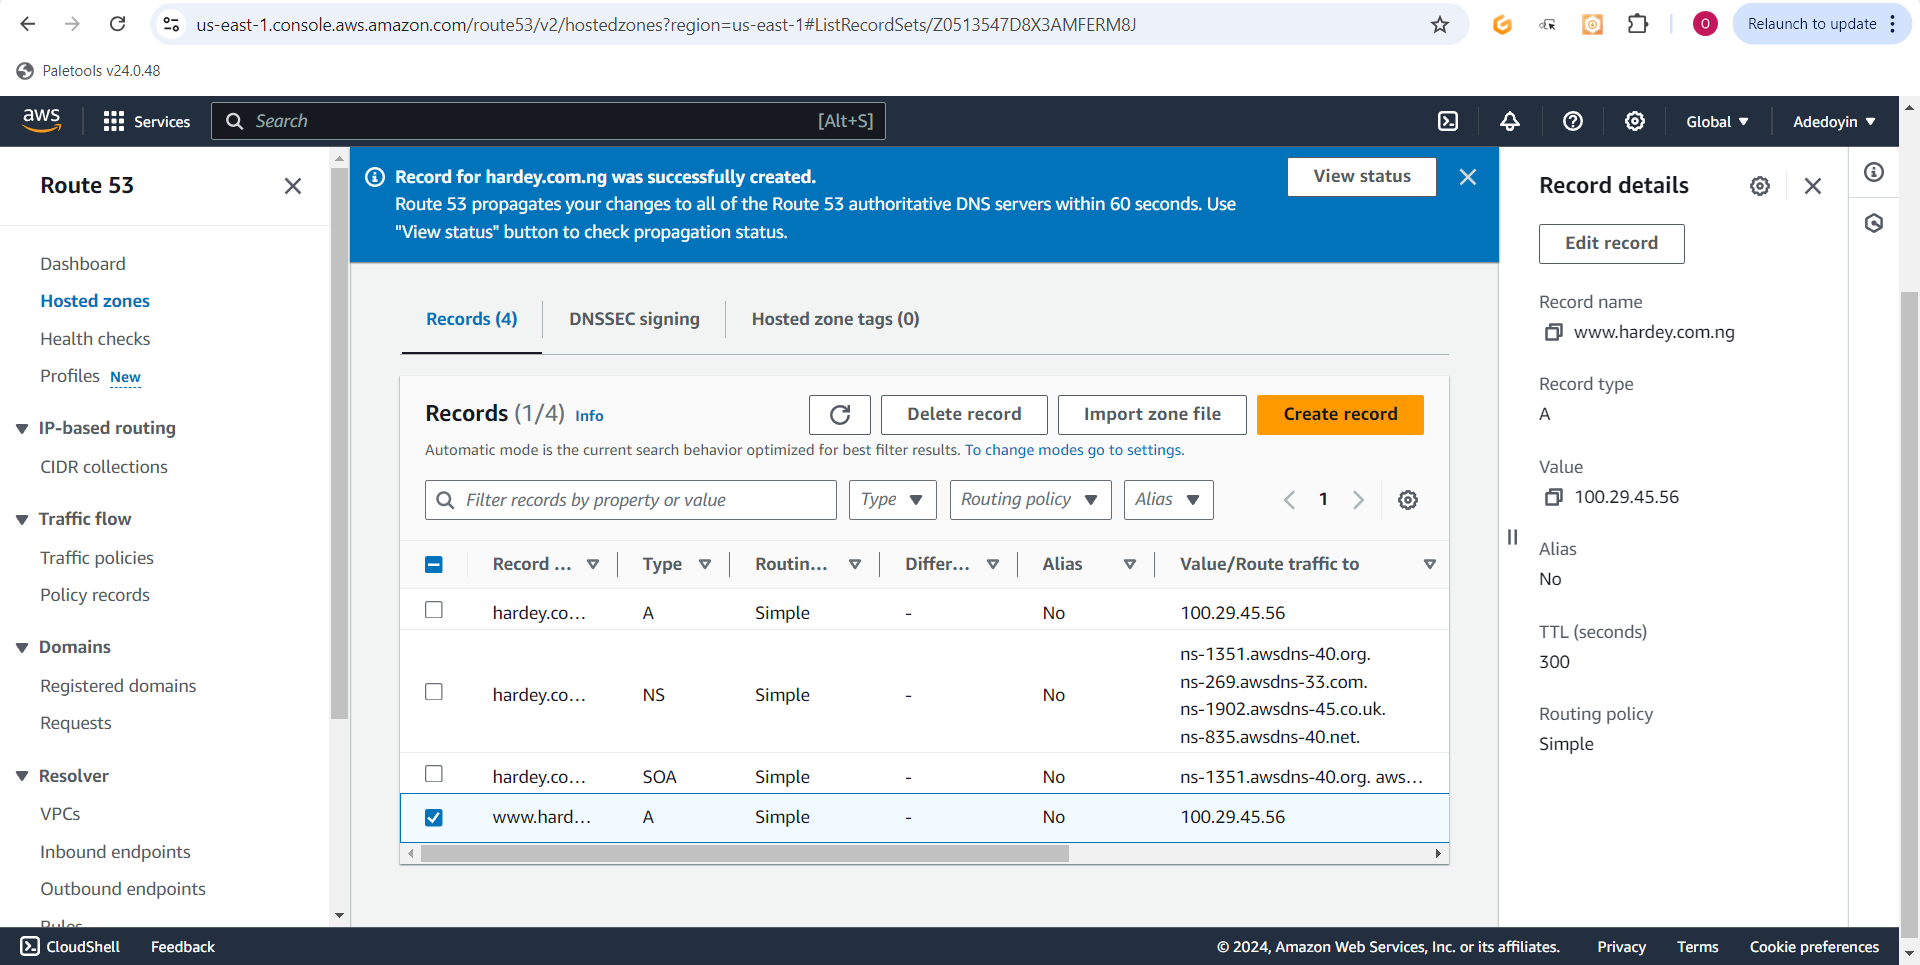 us-east-1.console.aws.amazon.com/route53/v2/hostedzones?region=us-east-1#ListRecordSets/Z0513547D8X3AMFERM8J
O
Relaunch to update
Paletools v24.0.48
aws
Services
Search
[Alt+S]
Global
Adedoyin
Route 53
Dashboard
Hosted zones
Health checks
Profiles New
IP-based routing
CIDR collections
Traffic flow
Traffic policies
Policy records
Domains
Registered domains
Requests
Resolver
VPCs
Inbound endpoints
Outbound endpoints
Rules
Record for hardey.com.ng was successfully created.
Route 53 propagates your changes to all of the Route 53 authoritative DNS servers within 60 seconds. Use
"View status" button to check propagation status.
View status
Records (4)
DNSSEC signing
Hosted zone tags (0)
Records (1/4) Info
Delete record
Import zone file
Create record
Automatic mode is the current search behavior optimized for best filter results. To change modes go to settings.
Filter records by property or value
Type
Routing policy
Alias
1
Record ... Type Routin... Differ... Alias Value/Route traffic to
hardey.co... A Simple - No 100.29.45.56
hardey.co... NS Simple - No
ns-1351.awsdns-40.org.
ns-269.awsdns-33.com.
ns-1902.awsdns-45.co.uk.
ns-835.awsdns-40.net.
hardey.co... SOA Simple - No ns-1351.awsdns-40.org. aws...
www.hard... A Simple - No 100.29.45.56
Record details
Edit record
Record name
www.hardey.com.ng
Record type
A
Value
100.29.45.56
Alias
No
TTL (seconds)
300
Routing policy
Simple
CloudShell
Feedback
© 2024, Amazon Web Services, Inc. or its affiliates.
Privacy
Terms
Cookie preferences